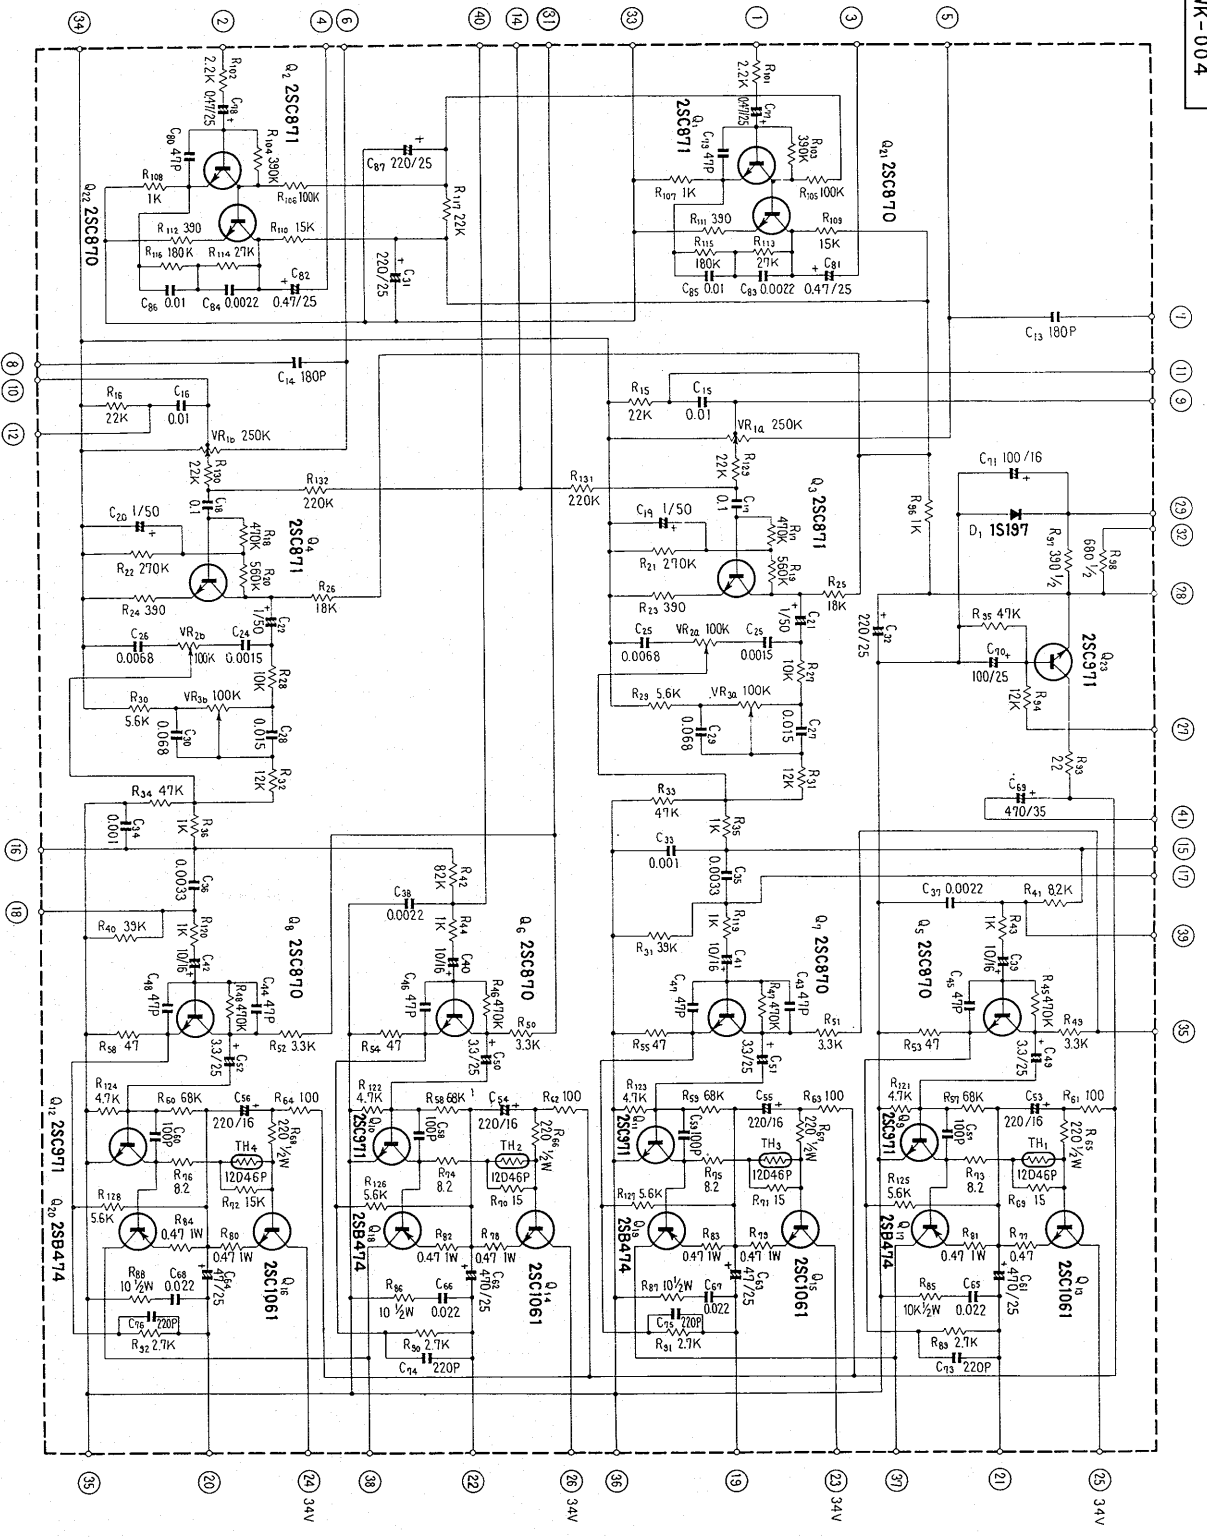 WK-004
34 2 4 6 40 14 31 33 1 3 5
R102 2.2K
C78 0.47/25
Q2 2SC871
C80 47P
R104 390K
R106 100K
R108 1K
Q22 2SC870
R112 390
R110 15K
R116 180K
R114 27K
C82 0.47/25
C86 0.01
C84 0.0022
C87 220/25
R117 22K
C31 220/25
R101 2.2K
C77 0.47/25
Q1 2SC871
C79 47P
R103 390K
R105 100K
R107 1K
Q21 2SC870
R111 390
R109 15K
R115 180K
R113 27K
C81 0.47/25
C85 0.01
C83 0.0022
C13 180P
7
8
C14 180P
11
10
R16 22K
C16 0.01
12
R15 22K
C15 0.01
9
VR1b 250K
R130 22K
VR1a 250K
R129 22K
R132 220K
R131 220K
C18 0.1
C17 0.1
C71 100/16
D1 1S197
29
32
R96 1K
R97 390 1/2
R98 680 1/2
28
C20 1/50
R18 470K
Q4 2SC871
R22 270K
R20 560K
R24 390
R26 18K
C22 1/50
C19 1/50
R17 470K
Q3 2SC871
R21 270K
R19 560K
R23 390
R25 18K
C21 1/50
C32 220/25
R95 47K
C70 100/25
Q23 2SC971
R94 12K
27
R93 22
C69 470/35
41
C26 0.0068
VR2b 100K
C24 0.0015
R28 10K
C25 0.0068
VR2a 100K
C25 0.0015
R27 10K
R30 5.6K
VR3b 100K
C30 0.068
C28 0.015
R32 12K
R29 5.6K
VR3a 100K
C29 0.068
C27 0.015
R31 12K
R34 47K
C34 0.001
R36 1K
R33 47K
C33 0.001
R35 1K
16
15
17
18
39
C36 0.0033
C35 0.0033
R42 82K
C38 0.0022
R44 1K
R40 39K
R120 1K
C42 10/16
Q8 2SC870
C40 10/16
Q6 2SC870
R31 39K
R119 1K
C41 10/16
Q7 2SC870
C37 0.0022
R41 82K
R43 1K
C39 10/16
Q5 2SC870
C48 47P
R48 470K
C44 47P
R58 47
R52 3.3K
C52 3.3/25
C46 47P
R46 470K
R54 47
R50 3.3K
C50 3.3/25
C47 47P
R47 470K
C43 47P
R55 47
R51 3.3K
C51 3.3/25
C45 47P
R45 470K
R53 47
R49 3.3K
C49 3.3/25
35
R124 4.7K
R60 68K
C56 220/16
R64 100
R68 220 1/2W
C60 100P
Q12 2SC971
R76 8.2
TH4 12D46P
R72 15K
R128 5.6K
Q20 2SB474
R84 0.47 1W
R80 0.47 1W
Q16 2SC1061
R88 10 1/2W
C68 0.022
C64 47/25
C76 220P
R92 2.7K
R122 4.7K
R58 68K
C54 220/16
R62 100
R66 220 1/2W
C58 100P
Q10 2SC971
R74 8.2
TH2 12D46P
R70 15
R126 5.6K
Q18 2SB474
R82 0.47 1W
R78 0.47 1W
Q14 2SC1061
R86 10 1/2W
C66 0.022
C62 470/25
R90 2.7K
C74 220P
R123 4.7K
R59 68K
C55 220/16
R63 100
R67 220 1/2W
C59 100P
Q11 2SC971
R75 8.2
TH3 12D46P
R71 15
R127 5.6K
Q19 2SB474
R83 0.47 1W
R79 0.47 1W
Q15 2SC1061
R87 10 1/2W
C67 0.022
C63 47/25
C75 220P
R91 2.7K
R121 4.7K
R57 68K
C53 220/16
R61 100
R65 220 1/2W
C57 100P
Q9 2SC971
R73 8.2
TH1 12D46P
R69 15
R125 5.6K
Q17 2SB474
R81 0.47 1W
R77 0.47
Q13 2SC1061
R85 10K 1/2W
C65 0.022
C61 470/25
R89 2.7K
C73 220P
35 20 24 34V 38 22 26 34V 36 19 23 34V 37 21 25 34V